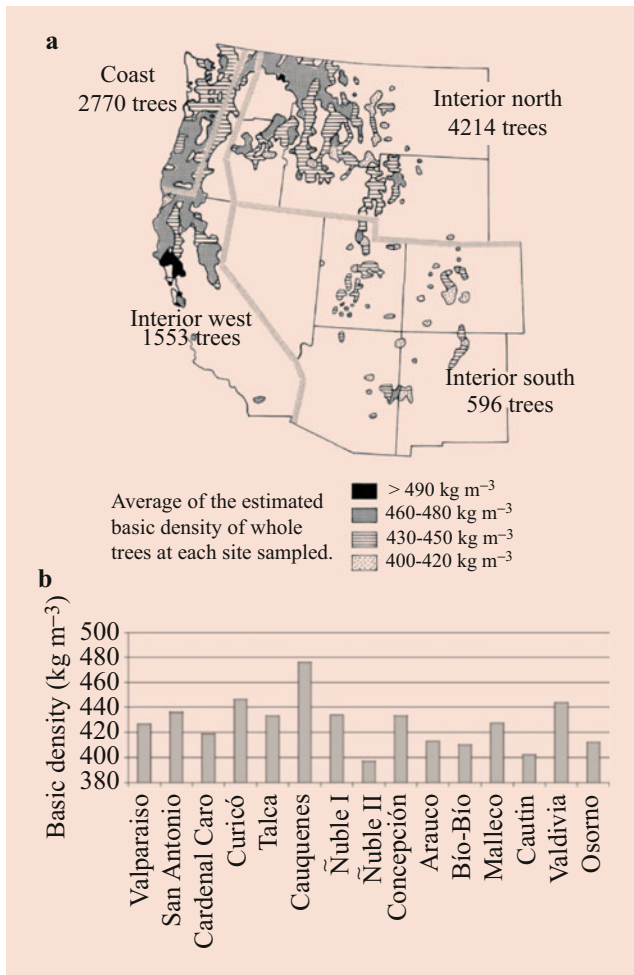 a
Coast
2770 trees
Interior north
4214 trees
Interior west
1553 trees
Interior south
596 trees
Average of the estimated
basic density of whole
trees at each site sampled.
> 490 kg m⁻³
460-480 kg m⁻³
430-450 kg m⁻³
400-420 kg m⁻³
b
Basic density (kg m⁻³)
500
480
460
440
420
400
380
Valparaiso
San Antonio
Cardenal Caro
Curicó
Talca
Cauquenes
Ñuble I
Ñuble II
Concepción
Arauco
Bío-Bío
Malleco
Cautin
Valdivia
Osorno